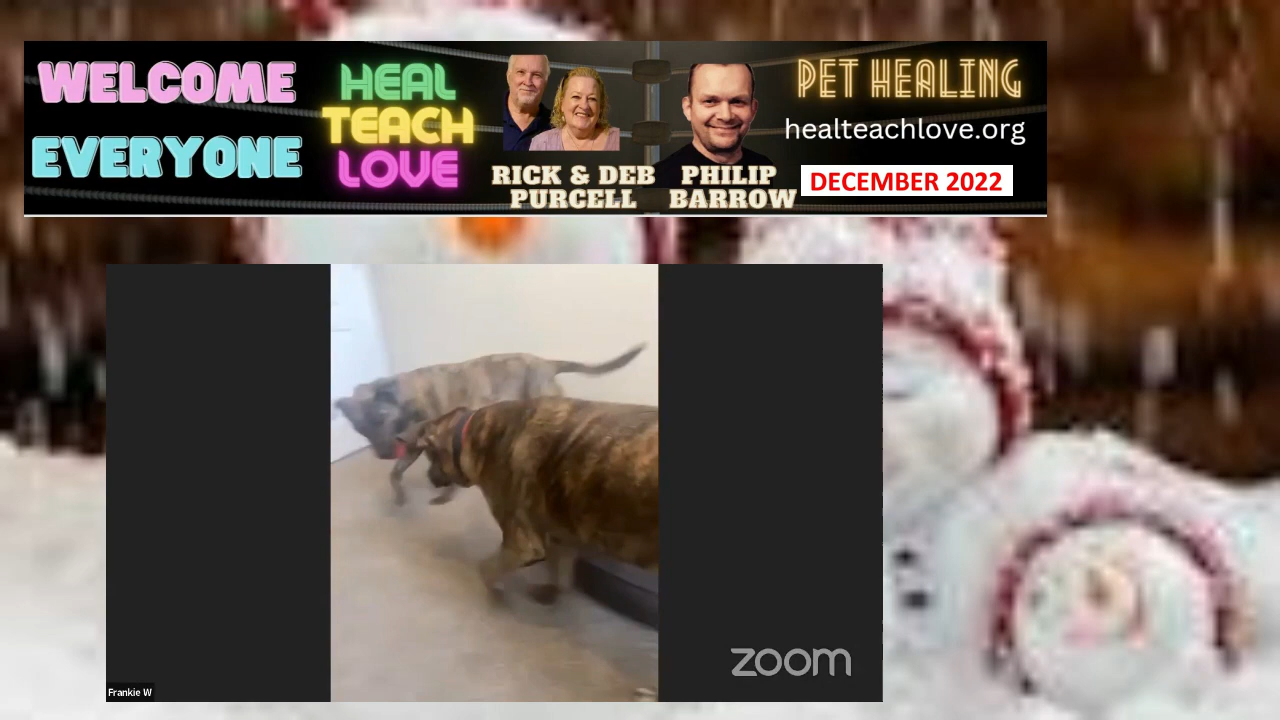 WELCOME
EVERYONE
HEAL
TEACH
LOVE
RICK & DEB
PURCELL
PHILIP
BARROW
PET HEALING
healteachlove.org
DECEMBER 2022
zoom
Frankie W